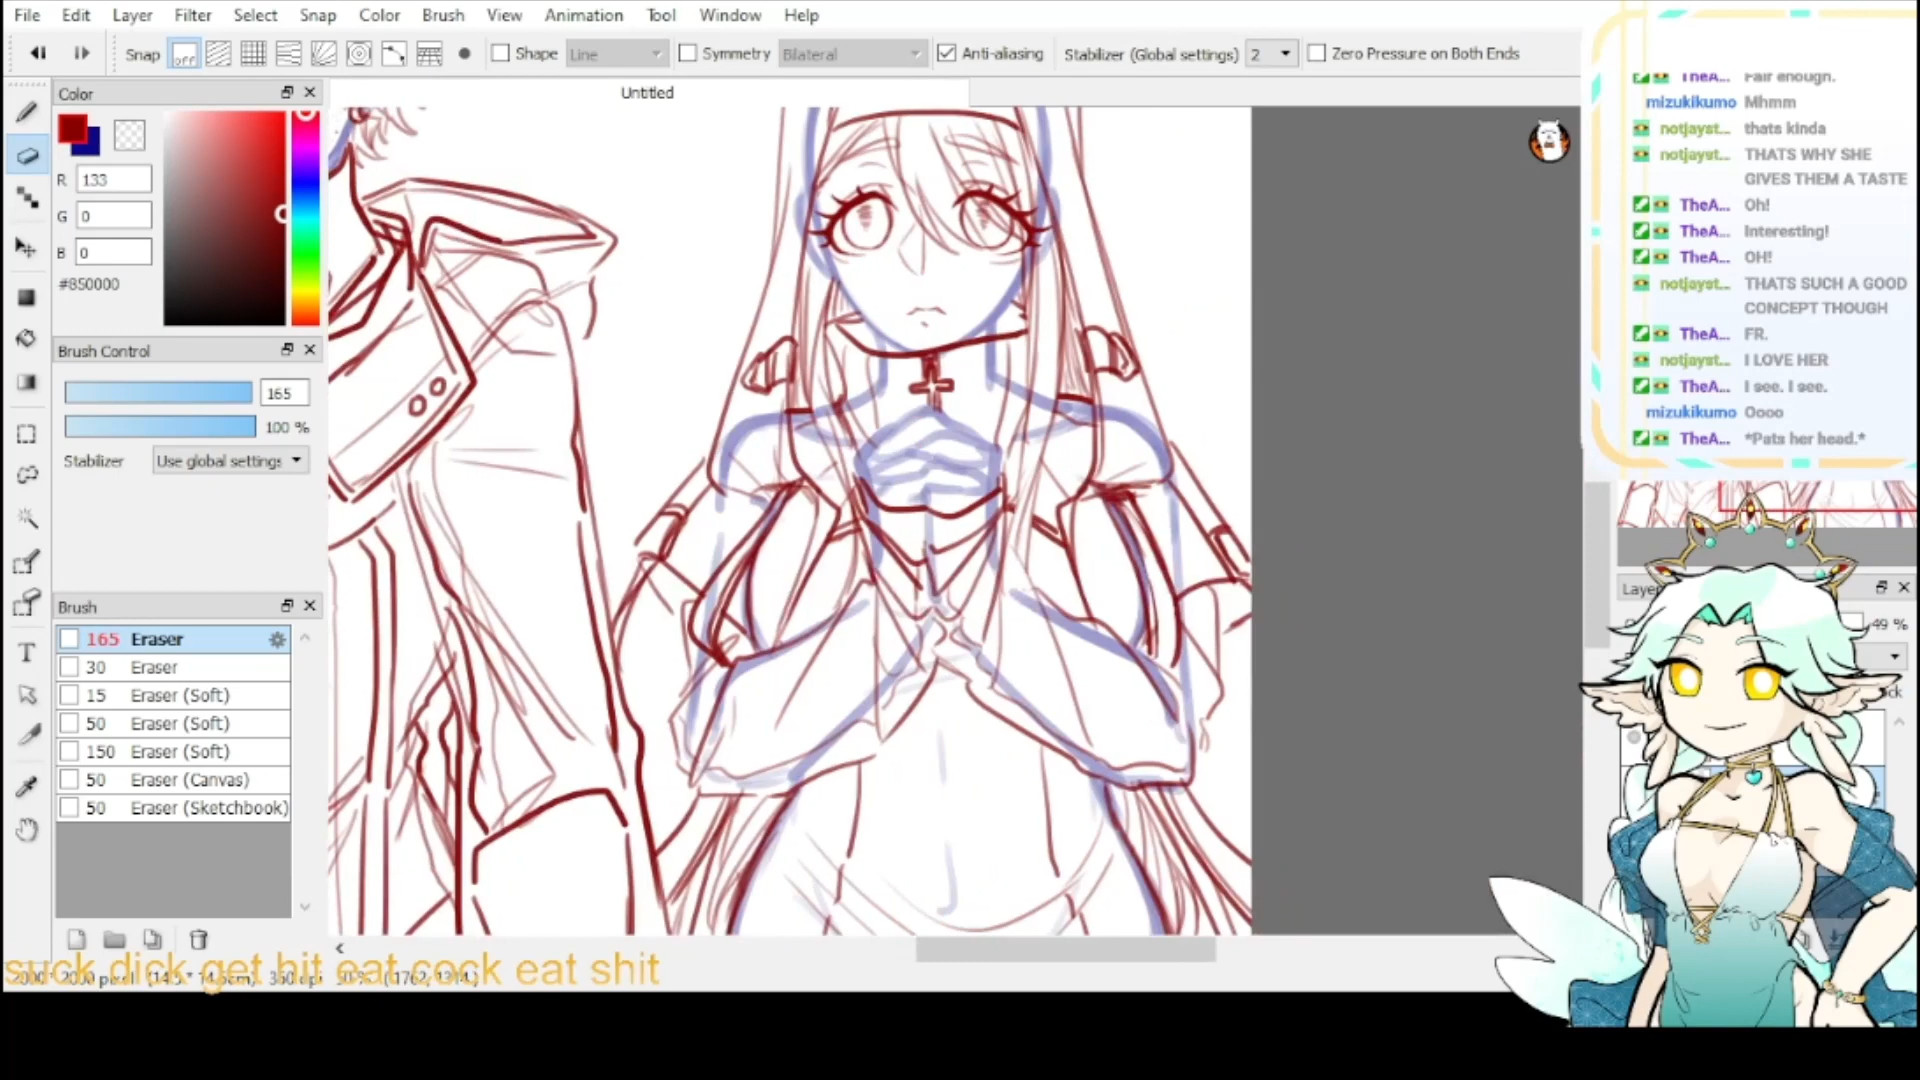 File Edit Layer Filter Select Snap Color Brush View Animation Tool Window Help
Snap off Shape Line Symmetry Bilateral Anti-aliasing Stabilizer (Global settings) 2 Zero Pressure on Both Ends
Color
Untitled
R 133
G 0
B 0
#850000
Brush Control
165
100 %
Stabilizer Use global settings
Brush
165 Eraser
30 Eraser
15 Eraser (Soft)
50 Eraser (Soft)
150 Eraser (Soft)
50 Eraser (Canvas)
50 Eraser (Sketchbook)
T
suck dick get hit eat cock eat shit
TheA... Fair enough.
mizukikumo Mhmm
notjayst... thats kinda
notjayst... THATS WHY SHE
GIVES THEM A TASTE
TheA... Oh!
TheA... Interesting!
TheA... OH!
notjayst... THATS SUCH A GOOD
CONCEPT THOUGH
TheA... FR.
notjayst... I LOVE HER
TheA... I see. I see.
mizukikumo Oooo
TheA... *Pats her head.*
Laye
49 %